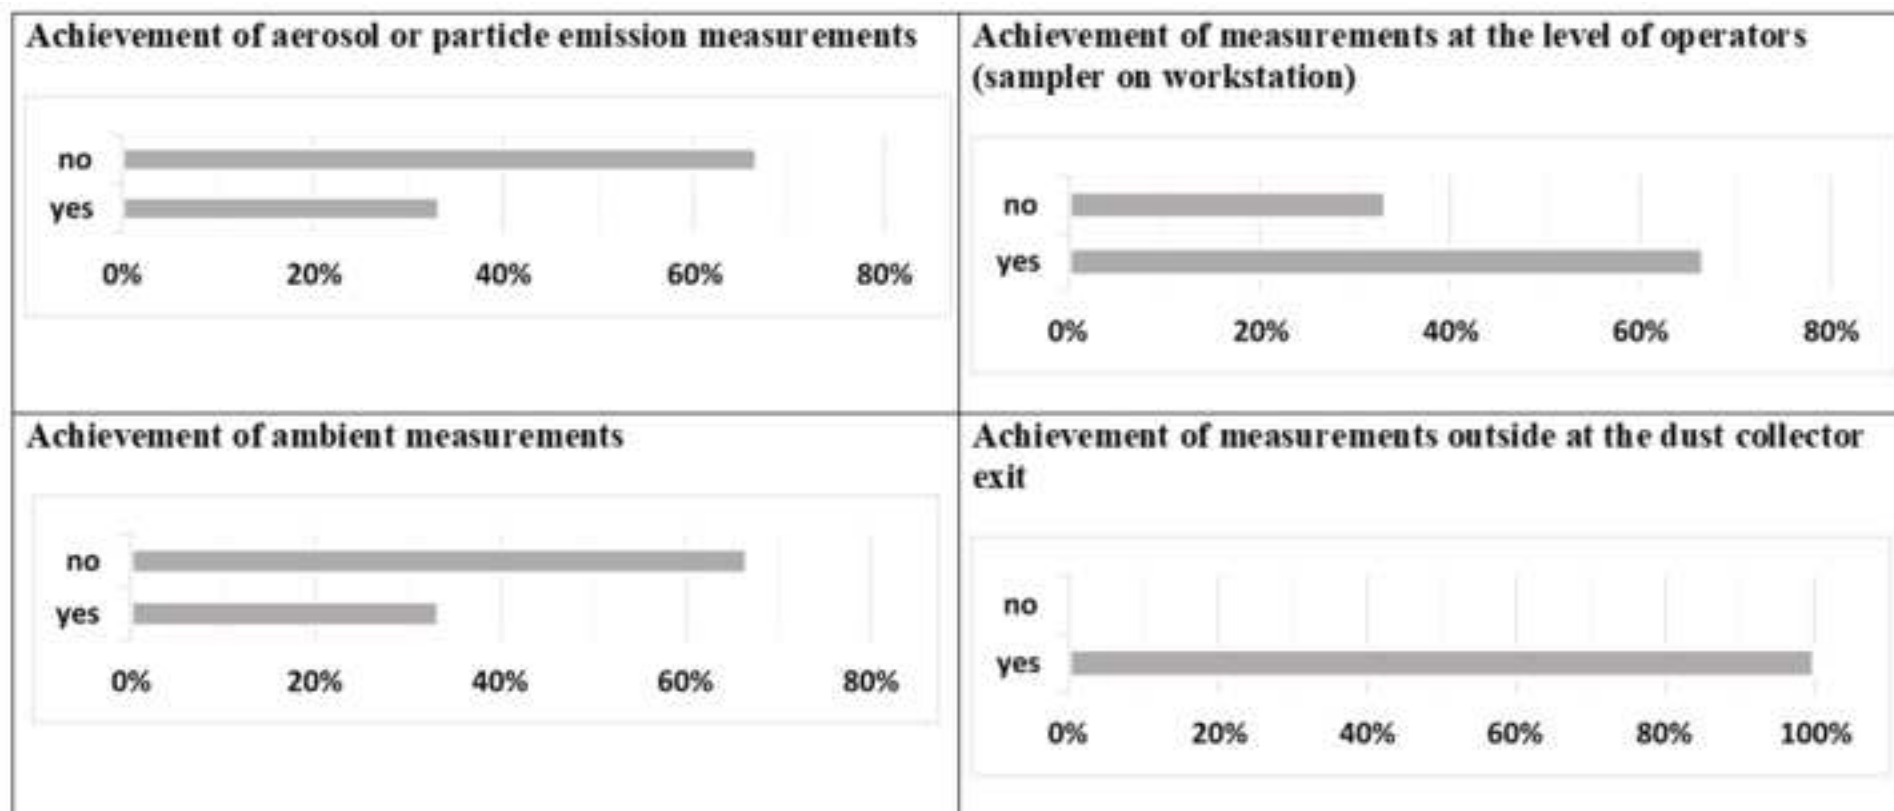 Achievement of aerosol or particle emission measurements
no
yes
0% 20% 40% 60% 80%
Achievement of measurements at the level of operators
(sampler on workstation)
no
yes
0% 20% 40% 60% 80%
Achievement of ambient measurements
no
yes
0% 20% 40% 60% 80%
Achievement of measurements outside at the dust collector
exit
no
yes
0% 20% 40% 60% 80% 100%